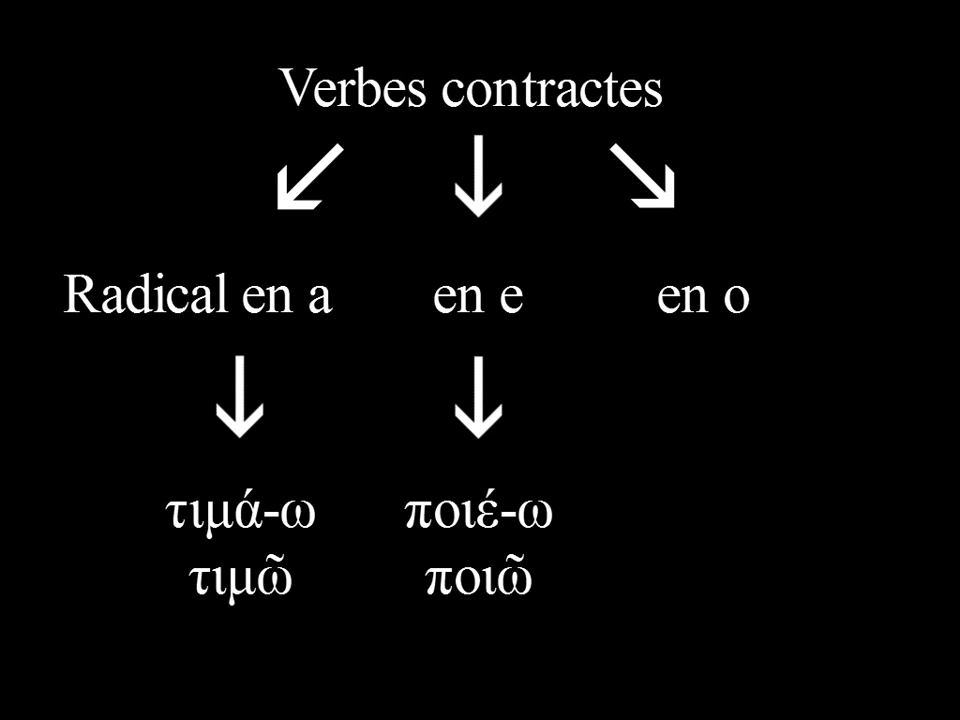 Verbes contractes
Radical en a en e en o
τιμά-ω ποιέ-ω
τιμῶ ποιῶ